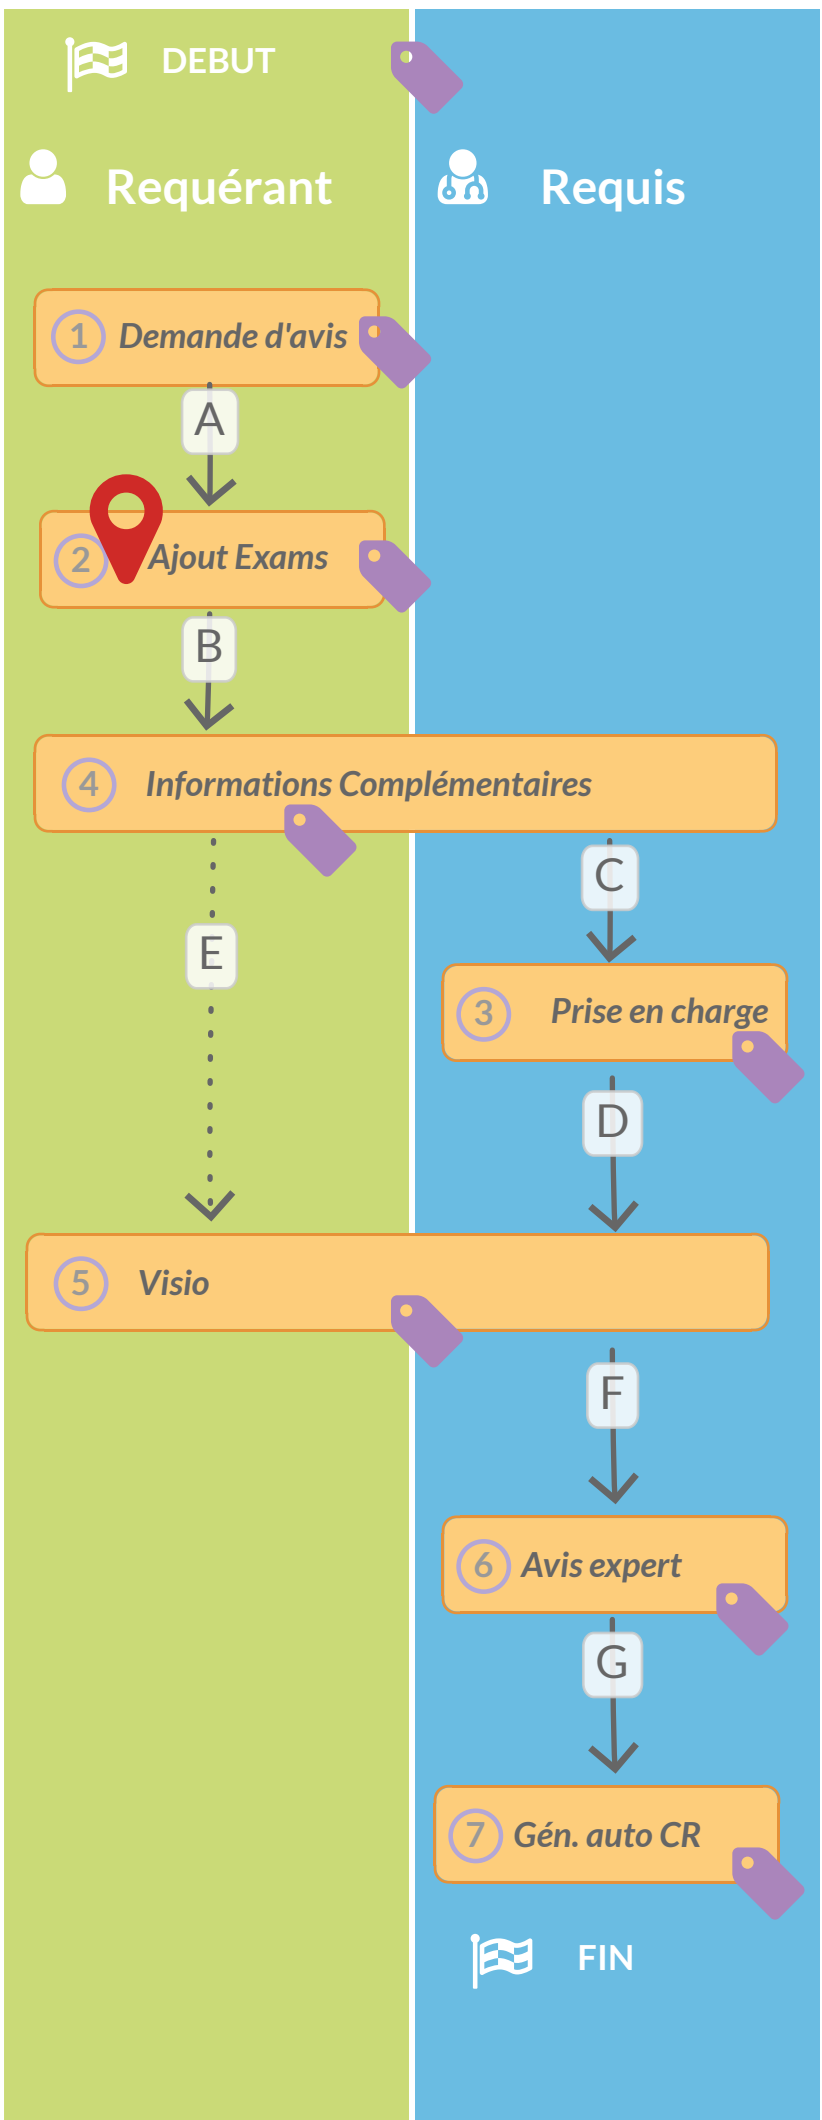 DEBUT
Requérant
Requis
1 Demande d'avis
A
2 Ajout Exams
B
4 Informations Complémentaires
C
E
3 Prise en charge
D
5 Visio
F
6 Avis expert
G
7 Gén. auto CR
FIN